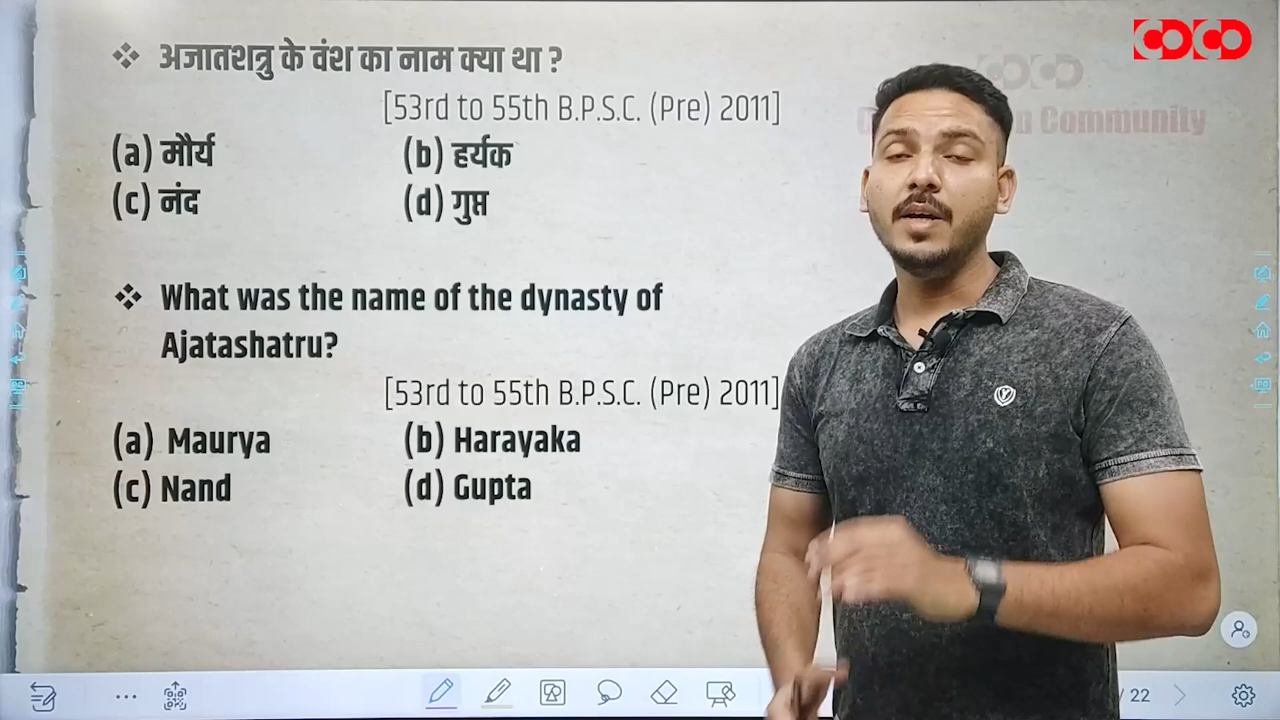 ❖ अजातशत्रु के वंश का नाम क्या था ?
[53rd to 55th B.P.S.C. (Pre) 2011]
(a) मौर्य (b) हर्यक
(c) नंद (d) गुप्त
❖ What was the name of the dynasty of
Ajatashatru?
[53rd to 55th B.P.S.C. (Pre) 2011]
(a) Maurya (b) Harayaka
(c) Nand (d) Gupta
Community
/ 22